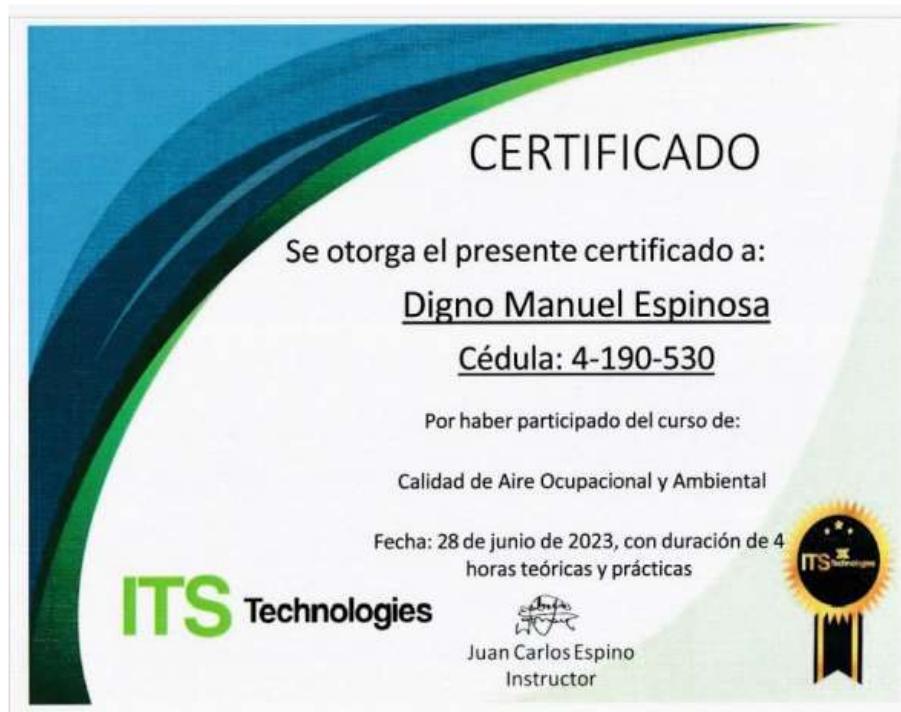 CERTIFICADO
Se otorga el presente certificado a:
Digno Manuel Espinosa
Cédula: 4-190-530
Por haber participado del curso de:
Calidad de Aire Ocupacional y Ambiental
Fecha: 28 de junio de 2023, con duración de 4
horas teóricas y prácticas
ITS Technologies
ITS Technologies
Juan Carlos Espino
Instructor